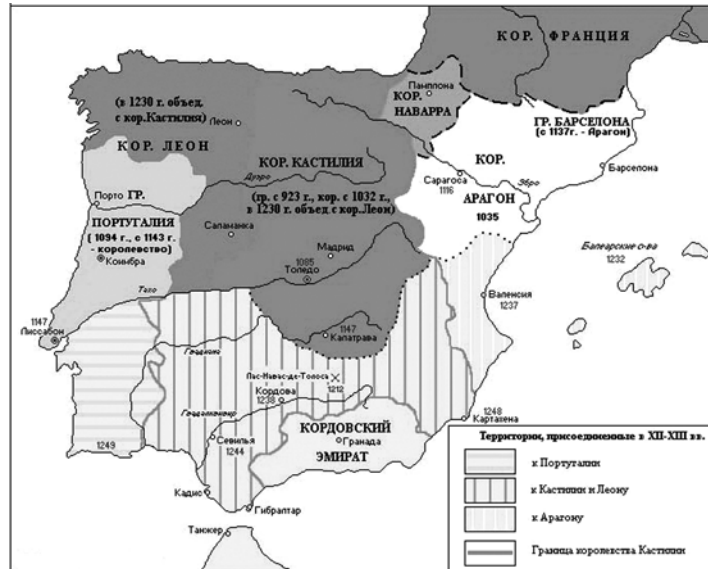 КОР. ФРАНЦИЯ
(в 1230 г. объед.
с кор.Кастилия)
Леон
КОР. ЛЕОН
Памплона
КОР.
НАВАРРА
ГР. БАРСЕЛОНА
(с 1137г. - Арагон)
КОР. КАСТИЛИЯ
Дуэро
(гр. с 923 г., кор. с 1032 г.,
в 1230 г. объед.с кор.Леон)
КОР.
Сарагоса
1116
Эбро
Барселона
АРАГОН
1035
Порто
ГР.
ПОРТУГАЛИЯ
( 1094 г., с 1143 г.
- королевство)
Коимбра
Саламанка
Мадрид
1085
Толедо
Балеарские о-ва
1232
Тахо
Валенсия
1237
1147
Лиссабон
1147
Калатрава
Гвадиана
Лас-Навас-де-Толоса
1212
Кордова
1238
Гвадалквивир
1248
Картахена
1249
Севилья
1244
КОРДОВСКИЙ
Гранада
ЭМИРАТ
Кадис
Гибралтар
Танжер
Территории, присоединенные в XII-XIII вв.
к Португалии
к Кастилии и Леону
к Арагону
Граница королевства Кастилии